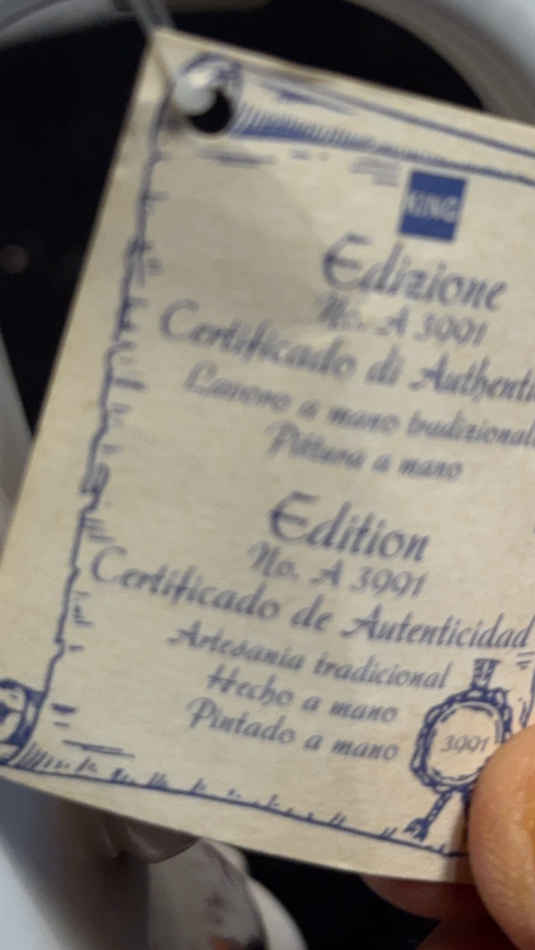 KING
Edizione
No. A 3991
Certificado di Authenti
Lavoro a mano tradizional
Pittura a mano
Edition
No. A 3991
Certificado de Autenticidad
Artesania tradicional
Hecho a mano
Pintado a mano
3991